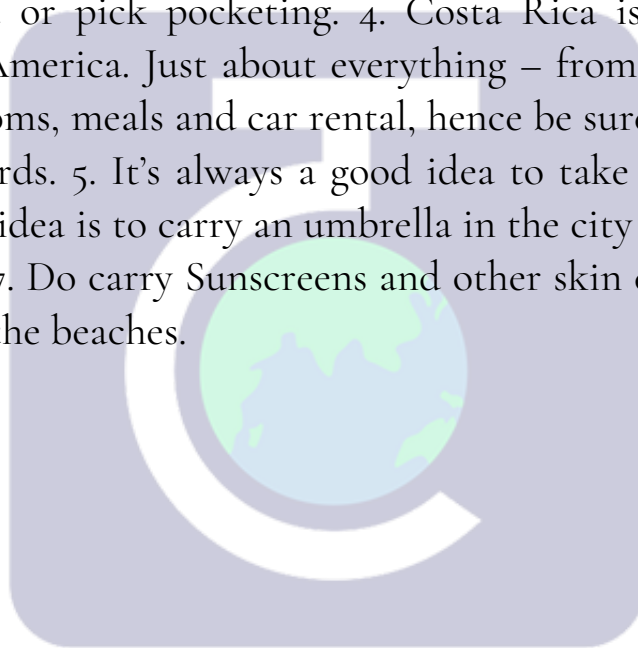 or pick pocketing. 4. Costa Rica is
America. Just about everything – from
oms, meals and car rental, hence be sure
rds. 5. It’s always a good idea to take
idea is to carry an umbrella in the city
7. Do carry Sunscreens and other skin
the beaches.